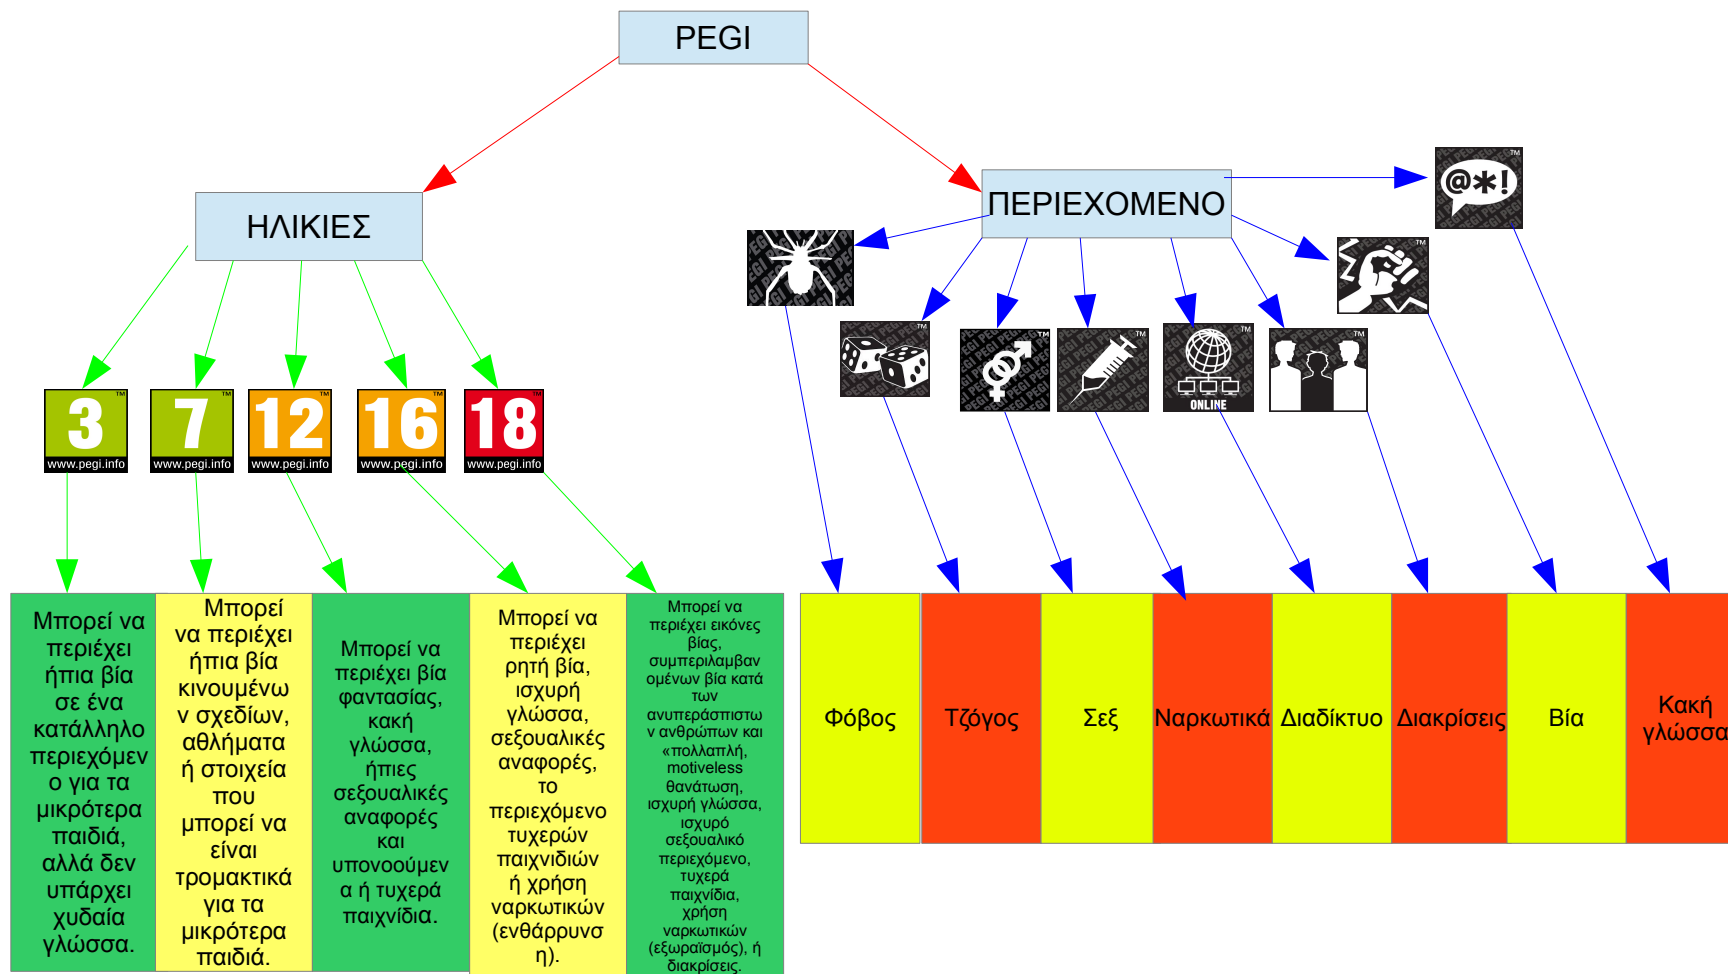 PEGI
ΗΛΙΚΙΕΣ
ΠΕΡΙΕΧΟΜΕΝΟ
@*!
3
www.pegi.info
7
www.pegi.info
12
www.pegi.info
16
www.pegi.info
18
www.pegi.info
ONLINE
Μπορεί να
περιέχει
ήπια βία
σε ένα
κατάλληλο
περιεχόμεν
ο για τα
μικρότερα
παιδιά,
αλλά δεν
υπάρχει
χυδαία
γλώσσα.
Μπορεί
να περιέχει
ήπια βία
κινουμένω
ν σχεδίων,
αθλήματα
ή στοιχεία
που
μπορεί να
είναι
τρομακτικά
για τα
μικρότερα
παιδιά.
Μπορεί να
περιέχει βία
φαντασίας,
κακή
γλώσσα,
ήπιες
σεξουαλικές
αναφορές
και
υπονοούμεν
α ή τυχερά
παιχνίδια.
Μπορεί να
περιέχει
ρητή βία,
ισχυρή
γλώσσα,
σεξουαλικές
αναφορές,
το
περιεχόμενο
τυχερών
παιχνιδιών
ή χρήση
ναρκωτικών
(ενθάρρυνσ
η).
Μπορεί να
περιέχει εικόνες
βίας,
συμπεριλαμβαν
ομένων βία κατά
των
ανυπεράσπιστω
ν ανθρώπων και
«πολλαπλή,
motiveless
θανάτωση,
ισχυρή γλώσσα,
ισχυρό
σεξουαλικό
περιεχόμενο,
τυχερά
παιχνίδια,
χρήση
ναρκωτικών
(εξωραϊσμός), ή
διακρίσεις.
Φόβος
Τζόγος
Σεξ
Ναρκωτικά
Διαδίκτυο
Διακρίσεις
Βία
Κακή
γλώσσα